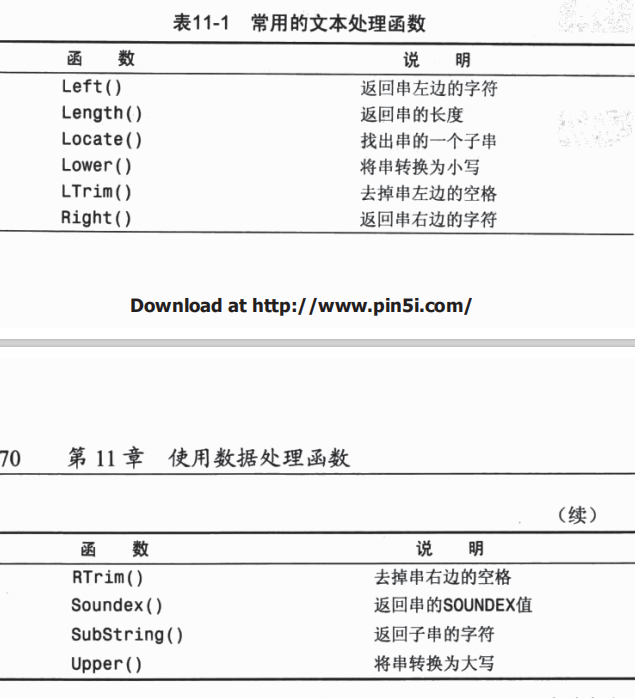 表11-1 常用的文本处理函数
函 数 说 明
Left() 返回串左边的字符
Length() 返回串的长度
Locate() 找出串的一个子串
Lower() 将串转换为小写
LTrim() 去掉串左边的空格
Right() 返回串右边的字符
Download at http://www.pin5i.com/
70 第 11 章 使用数据处理函数
（续）
函 数 说 明
RTrim() 去掉串右边的空格
Soundex() 返回串的SOUNDEX值
SubString() 返回子串的字符
Upper() 将串转换为大写